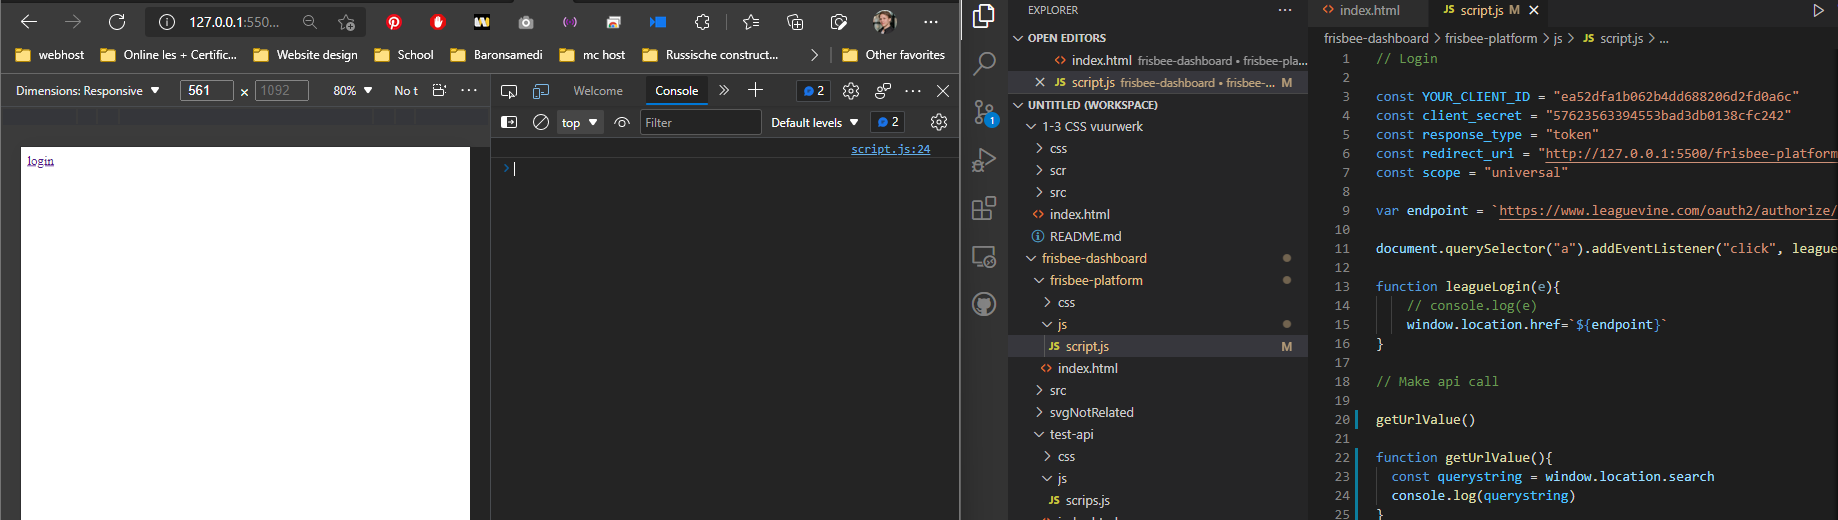 127.0.0.1:550...
webhost
Online les + Certific...
Website design
School
Baronsamedi
mc host
Russische construct...
Other favorites
Dimensions: Responsive
561
x
1092
80%
No t
Welcome
Console
2
top
Filter
Default levels
2
script.js:24
login
EXPLORER
OPEN EDITORS
index.html frisbee-dashboard • frisbee-pla...
JS script.js frisbee-dashboard • frisbee-... M
UNTITLED (WORKSPACE)
1-3 CSS vuurwerk
css
scr
src
index.html
README.md
frisbee-dashboard
frisbee-platform
css
js
JS script.js M
index.html
src
svgNotRelated
test-api
css
js
JS scrips.js
1
index.html
JS script.js M
frisbee-dashboard > frisbee-platform > js > JS script.js > ...
1 // Login
2
3 const YOUR_CLIENT_ID = "ea52dfa1b062b4dd688206d2fd0a6c"
4 const client_secret = "57623563394553bad3db0138cfc242"
5 const response_type = "token"
6 const redirect_uri = "http://127.0.0.1:5500/frisbee-platform
7 const scope = "universal"
8
9 var endpoint = `https://www.leaguevine.com/oauth2/authorize/
10
11 document.querySelector("a").addEventListener("click", league
12
13 function leagueLogin(e){
14 // console.log(e)
15 window.location.href=`${endpoint}`
16 }
17
18 // Make api call
19
20 getUrlValue()
21
22 function getUrlValue(){
23 const querystring = window.location.search
24 console.log(querystring)
25 }